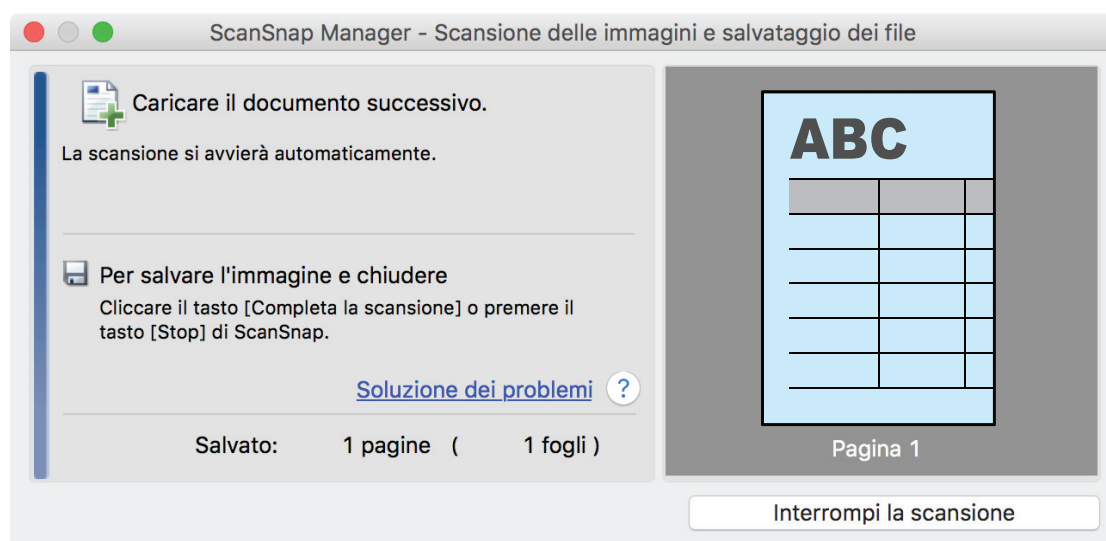 ScanSnap Manager - Scansione delle immagini e salvataggio dei file
Caricare il documento successivo.
La scansione si avvierà automaticamente.
Per salvare l'immagine e chiudere
Cliccare il tasto [Completa la scansione] o premere il
tasto [Stop] di ScanSnap.
Soluzione dei problemi ?
Salvato: 1 pagine ( 1 fogli )
ABC
Pagina 1
Interrompi la scansione